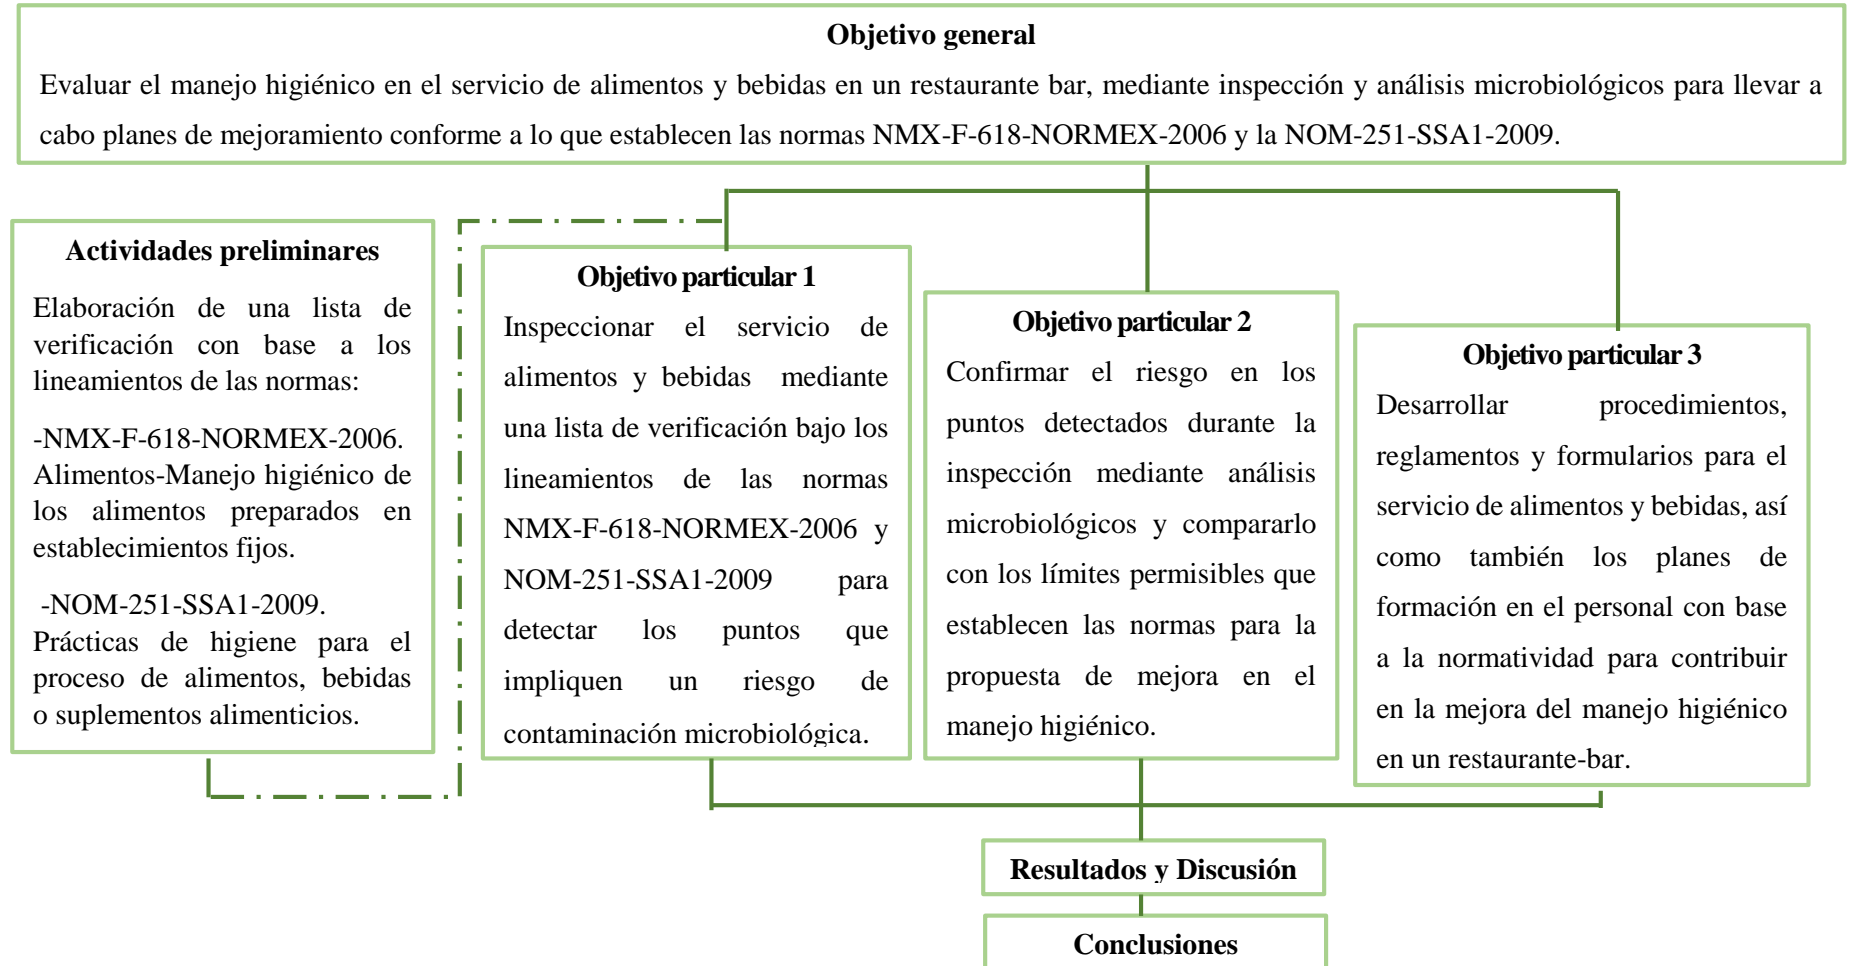 Objetivo general
Evaluar el manejo higiénico en el servicio de alimentos y bebidas en un restaurante bar, mediante inspección y análisis microbiológicos para llevar a
cabo planes de mejoramiento conforme a lo que establecen las normas NMX-F-618-NORMEX-2006 y la NOM-251-SSA1-2009.
Actividades preliminares
Elaboración de una lista de
verificación con base a los
lineamientos de las normas:
-NMX-F-618-NORMEX-2006.
Alimentos-Manejo higiénico de
los alimentos preparados en
establecimientos fijos.
-NOM-251-SSA1-2009.
Prácticas de higiene para el
proceso de alimentos, bebidas
o suplementos alimenticios.
Objetivo particular 1
Inspeccionar el servicio de
alimentos y bebidas mediante
una lista de verificación bajo los
lineamientos de las normas
NMX-F-618-NORMEX-2006 y
NOM-251-SSA1-2009 para
detectar los puntos que
impliquen un riesgo de
contaminación microbiológica.
Objetivo particular 2
Confirmar el riesgo en los
puntos detectados durante la
inspección mediante análisis
microbiológicos y compararlo
con los límites permisibles que
establecen las normas para la
propuesta de mejora en el
manejo higiénico.
Objetivo particular 3
Desarrollar procedimientos,
reglamentos y formularios para el
servicio de alimentos y bebidas, así
como también los planes de
formación en el personal con base
a la normatividad para contribuir
en la mejora del manejo higiénico
en un restaurante-bar.
Resultados y Discusión
Conclusiones